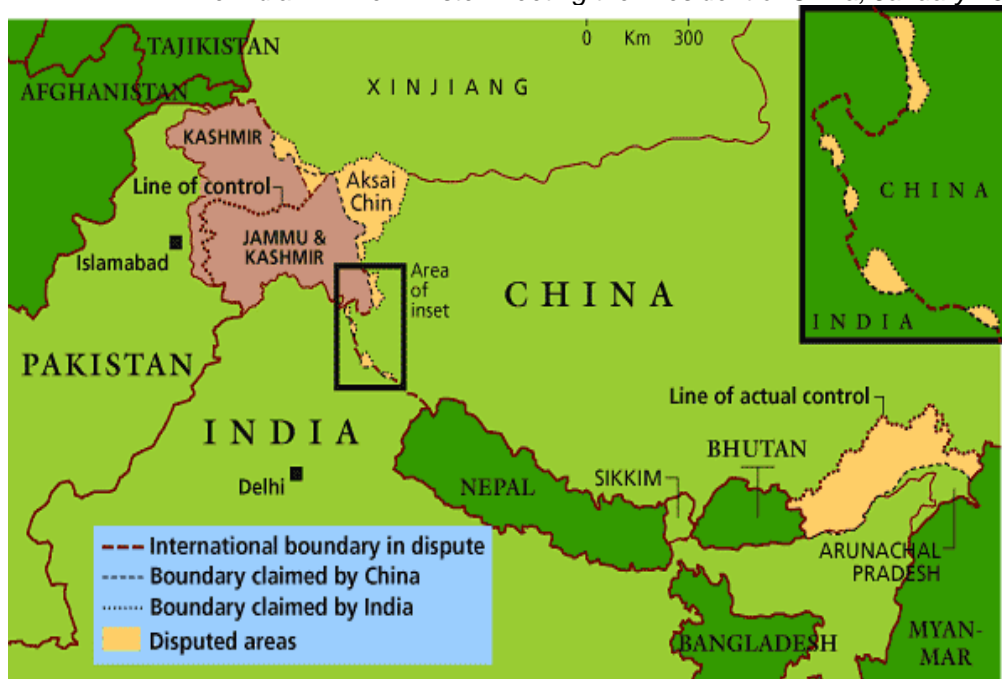 TAJIKISTAN
AFGHANISTAN
0 Km 300
XINJIANG
KASHMIR
Line of control
Aksai
Chin
JAMMU &
KASHMIR
Islamabad
Area
of
inset
CHINA
CHINA
INDIA
PAKISTAN
INDIA
Delhi
NEPAL
SIKKIM
BHUTAN
Line of actual control
ARUNACHAL
PRADESH
BANGLADESH
MYAN-
MAR
International boundary in dispute
Boundary claimed by China
Boundary claimed by India
Disputed areas